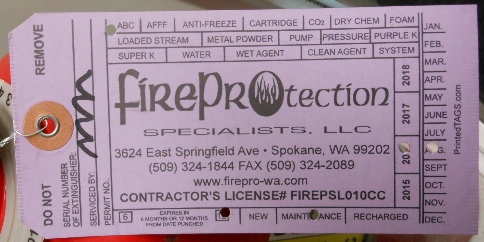 ABC AFFF ANTI-FREEZE CARTRIDGE CO2 DRY CHEM FOAM
LOADED STREAM METAL POWDER PUMP PRESSURE PURPLE K
SUPER K WATER WET AGENT CLEAN AGENT SYSTEM
FIREPROtection
SPECIALISTS, LLC
3624 East Springfield Ave • Spokane, WA 99202
(509) 324-1844 FAX (509) 324-2089
www.firepro-wa.com
CONTRACTOR'S LICENSE# FIREPSL010CC
6 EXPIRES IN
6 MONTHS OR 12 MONTHS
FROM DATE PUNCHED
NEW MAINTENANCE RECHARGED
2018
2017
20
2015
JAN.
FEB.
MAR.
APR.
MAY
JUNE
JULY
SEPT
OCT.
NOV.
DEC.
PrintedTAGS.com
DO NOT REMOVE
SERIAL NUMBER
OF EXTINGUISHER:
SERVICED BY:
PERMIT NO.